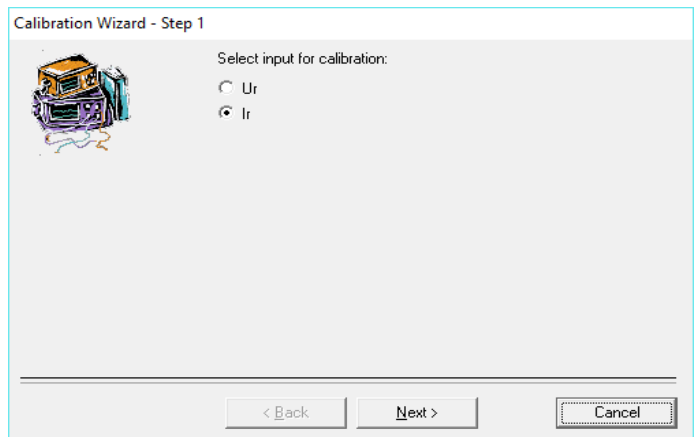 Calibration Wizard - Step 1
Select input for calibration:
Ur
Ir
< Back
Next >
Cancel